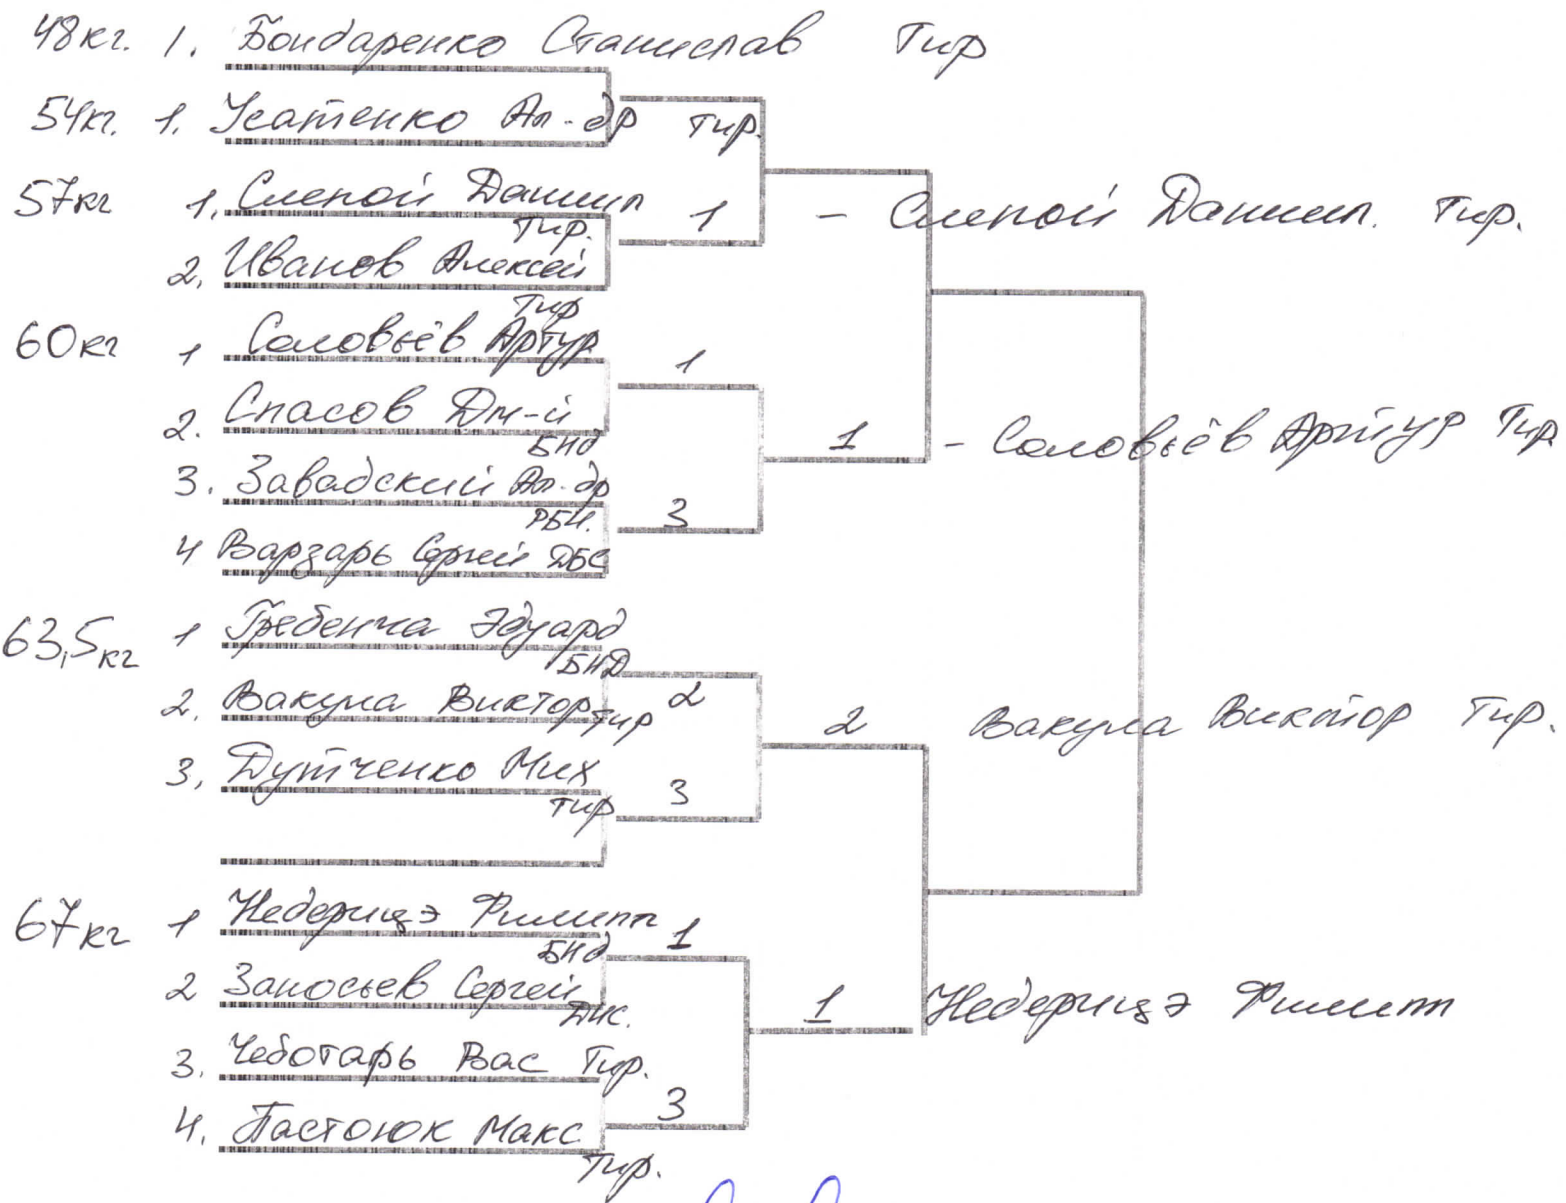 48кг. 1. Бондаренко Станислав Тир
54кг. 1. Усатенко Ал-др Тир.
57кг 1. Слепой Даниил
Тир. 1 - Слепой Даниил. Тир.
2. Иванов Алексей
Тир
60кг 1 Соловьёв Артур
1
2. Спасов Дм-й
БНД 1 - Соловьёв Артур Тир
3. Завадский Ал-др
РБН. 3
4 Варзарь Сергей ДБС
63,5кг 1 Гребенча Эдуард
БНД
2. Вакула Виктор Тир 2
2 Вакула Виктор Тир.
3. Дутченко Мих
Тир 3
67кг 1 Недерицэ Филипп
БНД 1
2 Заносьев Сергей
Днс. 1 Недерицэ Филипп
3. Чеботарь Вас Тир.
3
4. Пастонюк Макс
Тир.